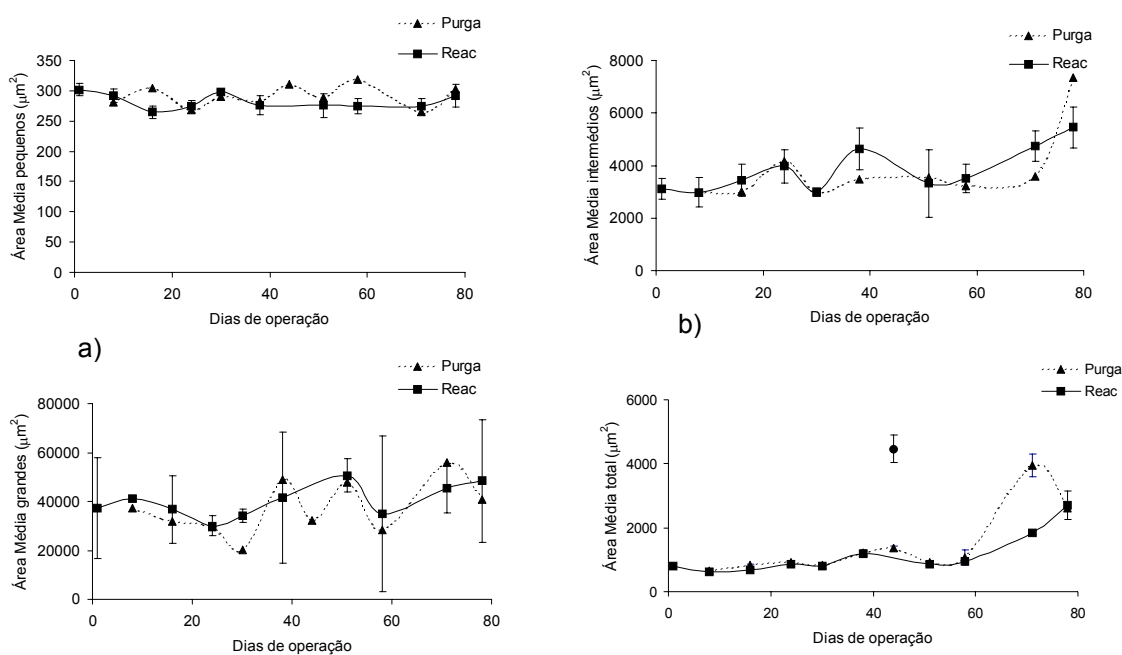 Purga
Reac
Área Média pequenos (μm²)
350
300
250
200
150
100
50
0
0 20 40 60 80
Dias de operação
a)
Purga
Reac
Área Média intermédios (μm²)
8000
6000
4000
2000
0
0 20 40 60 80
Dias de operação
b)
Purga
Reac
Área Média grandes (μm²)
80000
60000
40000
20000
0
0 20 40 60 80
Dias de operação
Purga
Reac
Área Média total (μm²)
6000
4000
2000
0
0 20 40 60 80
Dias de operação